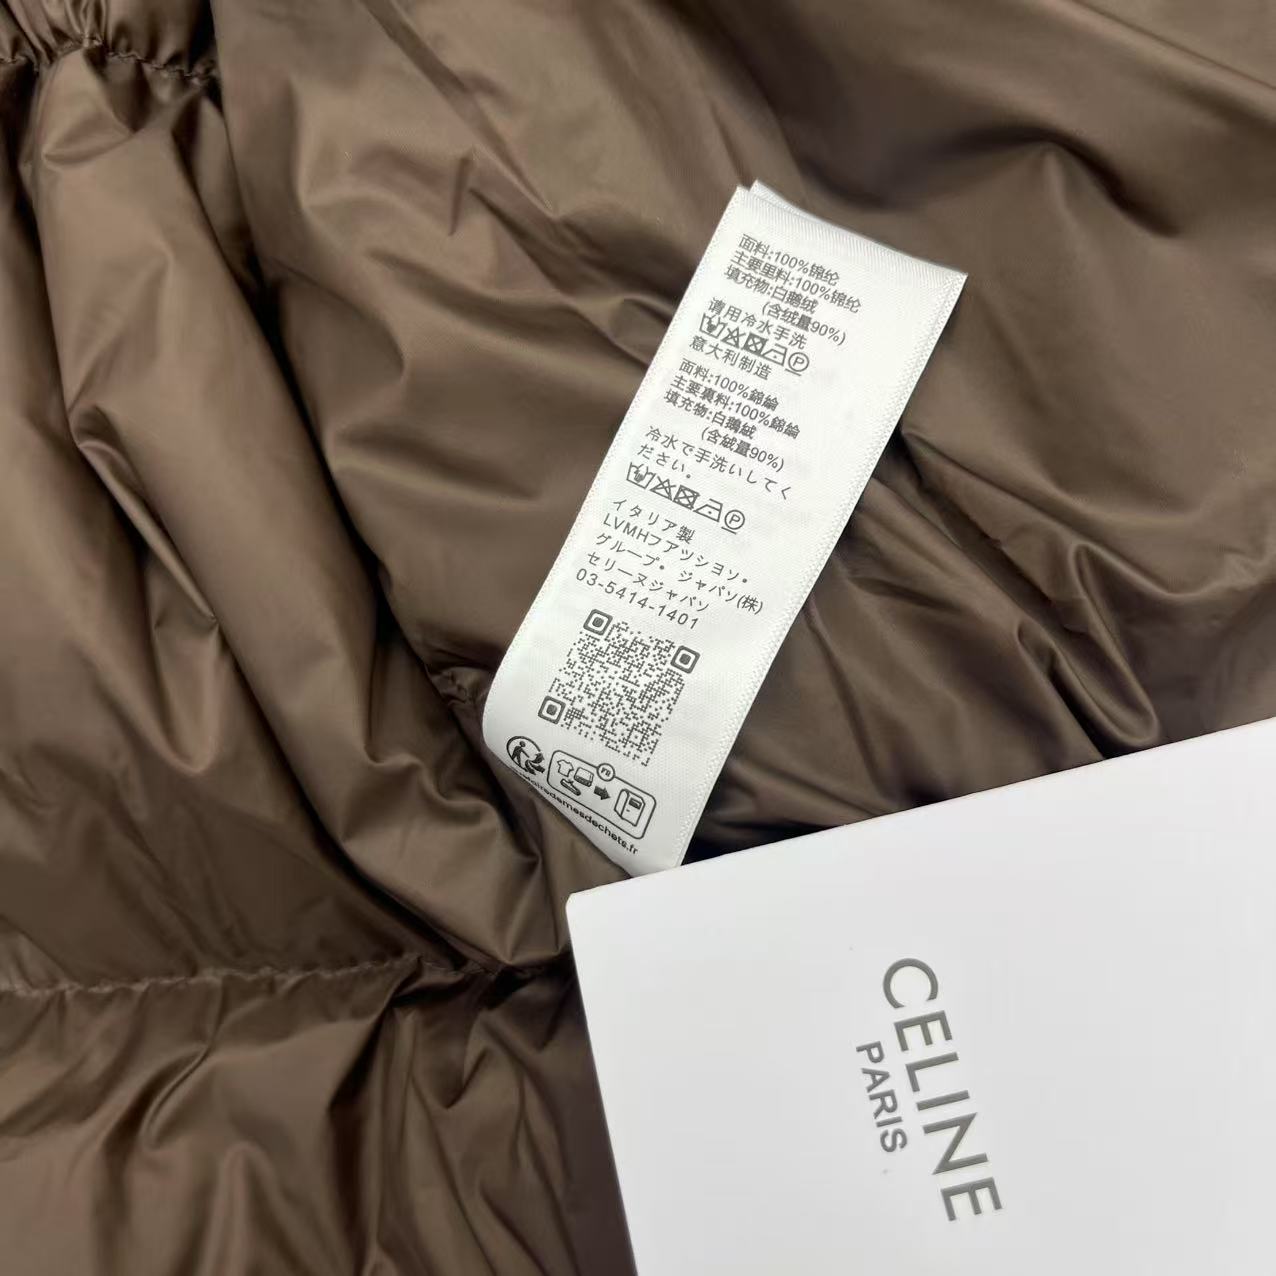 面料:100%锦纶
主要里料:100%锦纶
填充物:白鹅绒
(含绒量90%)
请用冷水手洗
P
意大利制造
面料:100%錦綸
主要裏料:100%錦綸
填充物:白鵝絨
(含絨量90%)
冷水で手洗いしてく
ださい。
P
イタリア製
LVMHファツション・
グループ・ジャパン(株)
セリーヌジャパン
03-5414-1401
FR
airedemesdechets.fr
CELINE
PARIS